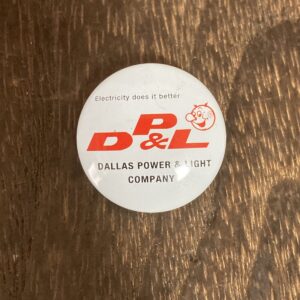 Electricity does it better.
DP&L
DALLAS POWER & LIGHT
COMPANY